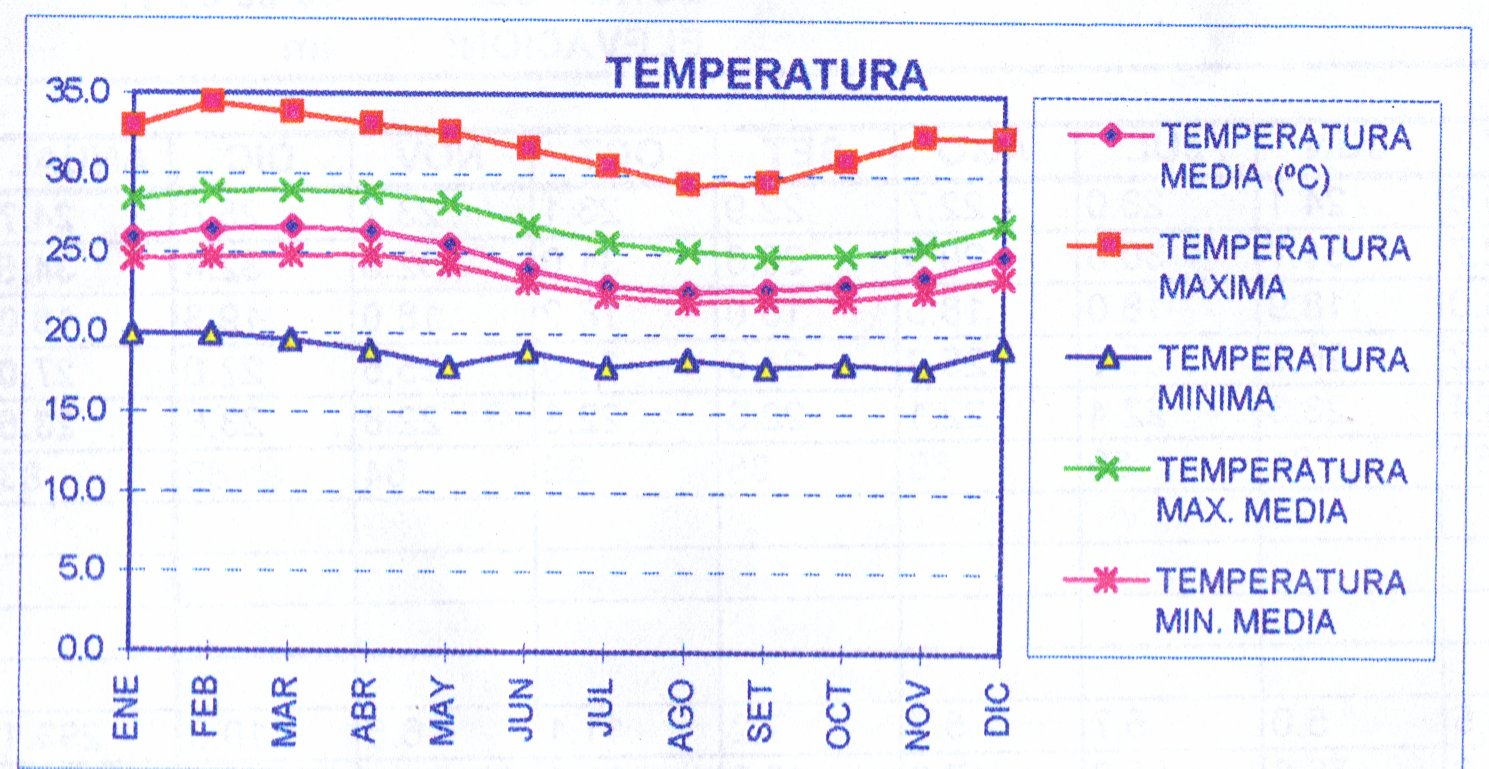 TEMPERATURA
35.0
30.0
25.0
20.0
15.0
10.0
5.0
0.0
ENE
FEB
MAR
ABR
MAY
JUN
JUL
AGO
SET
OCT
NOV
DIC
TEMPERATURA
MEDIA (ºC)
TEMPERATURA
MAXIMA
TEMPERATURA
MINIMA
TEMPERATURA
MAX. MEDIA
TEMPERATURA
MIN. MEDIA